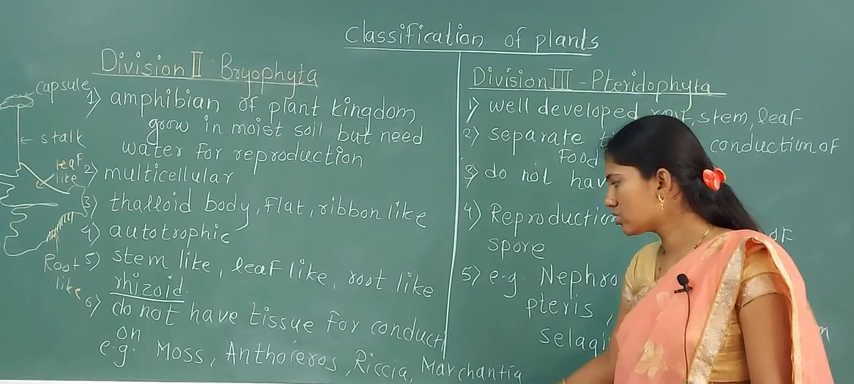 Classification of plants
Division II Bryophyta
capsule
stalk
leaf
like
Root
like
1) amphibian of plant kingdom
grow in moist soil but need
water for reproduction
2) multicellular
3) thalloid body, flat, ribbon like
4) autotrophic
5) stem like, leaf like, root like
rhizoid
6) do not have tissue for conduct
on
e.g. Moss, Anthoceros, Riccia, Marchantia
Division III - Pteridophyta
1) well developed root, stem, leaf
2) separate conduction of
Food
3) do not hav
4) Reproduction of
spore
5) e.g. Nephro
pteris,
Selagi